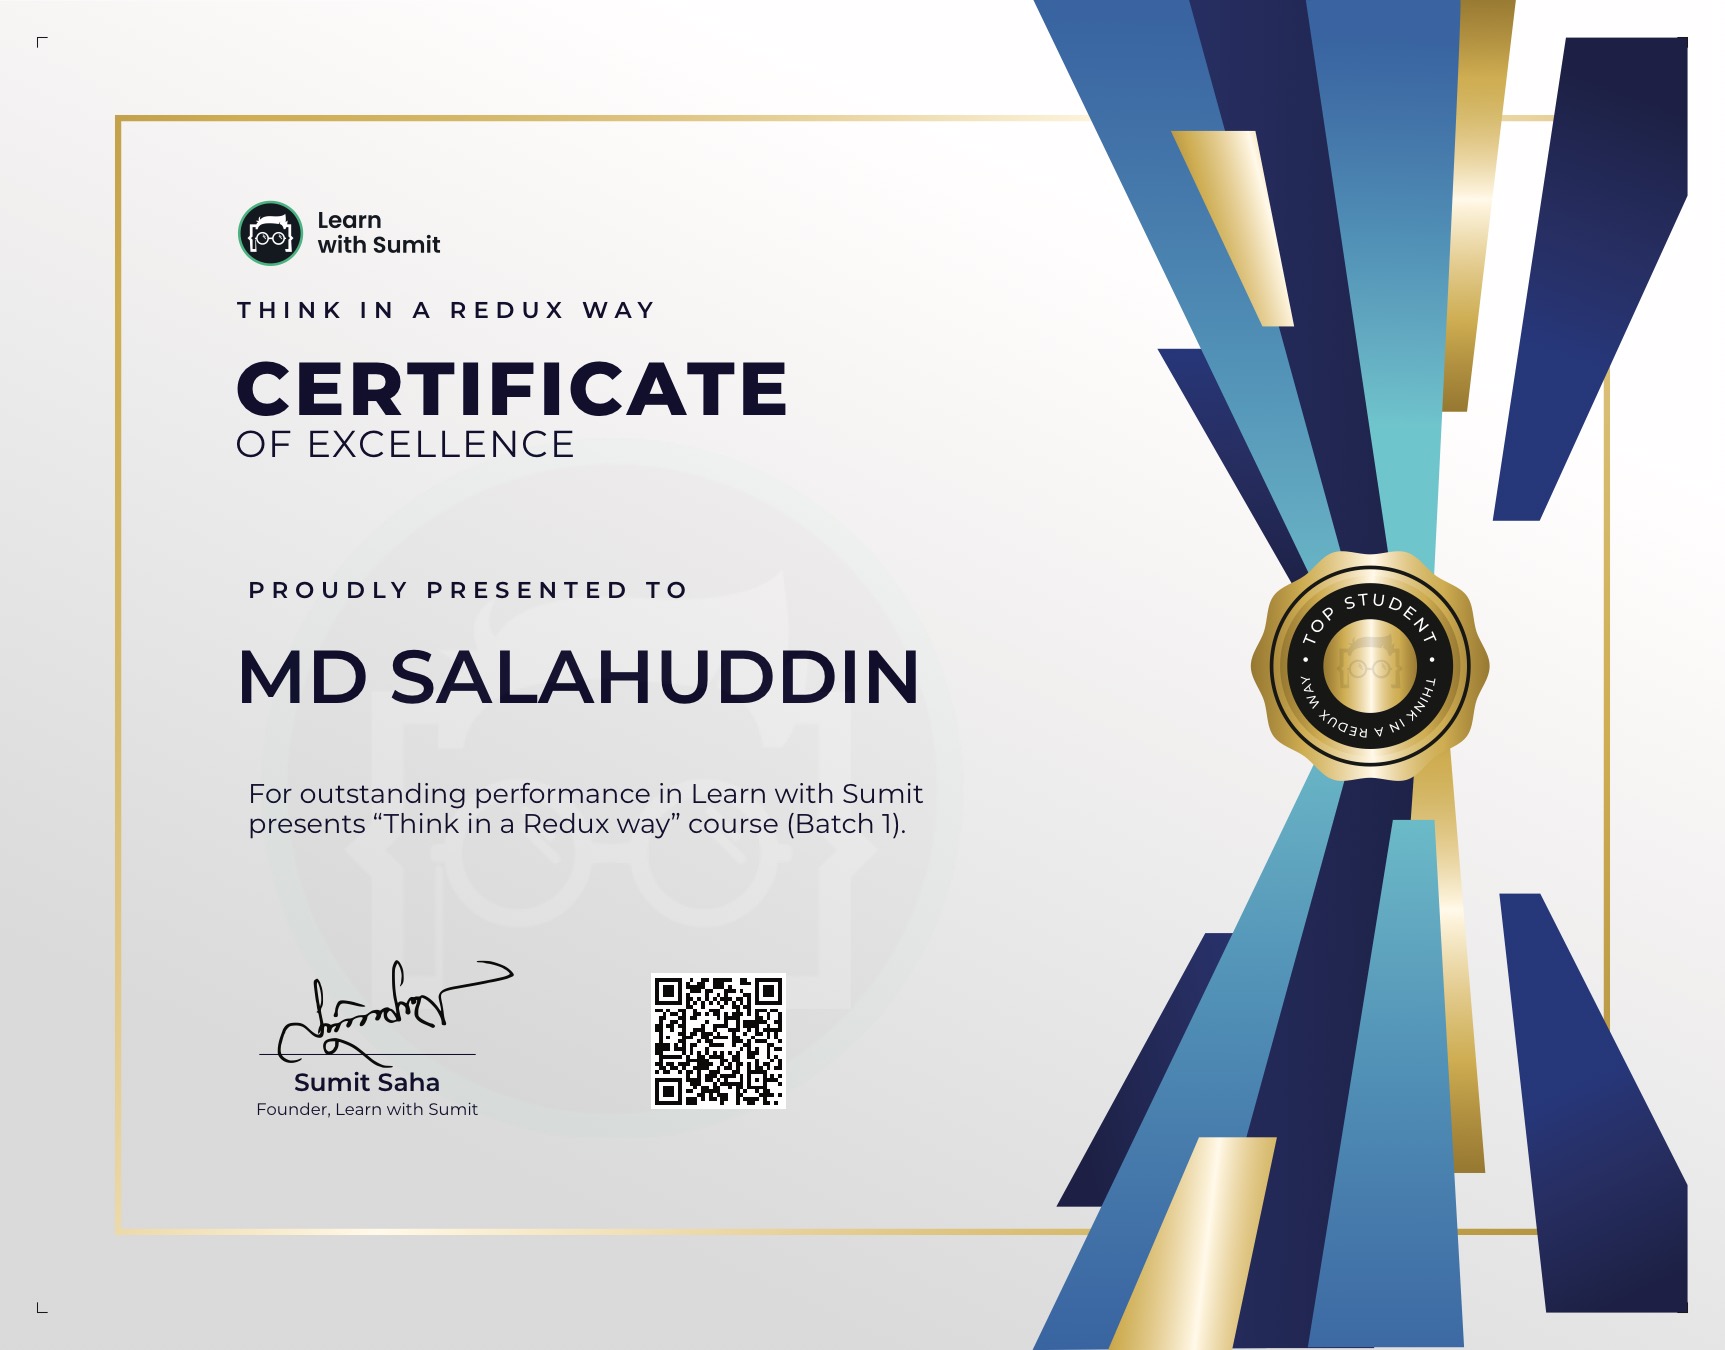 Learn
with Sumit
THINK IN A REDUX WAY
CERTIFICATE
OF EXCELLENCE
PROUDLY PRESENTED TO
MD SALAHUDDIN
For outstanding performance in Learn with Sumit
presents “Think in a Redux way” course (Batch 1).
Sumit Saha
Founder, Learn with Sumit
• TOP STUDENT •
THINK IN A REDUX WAY